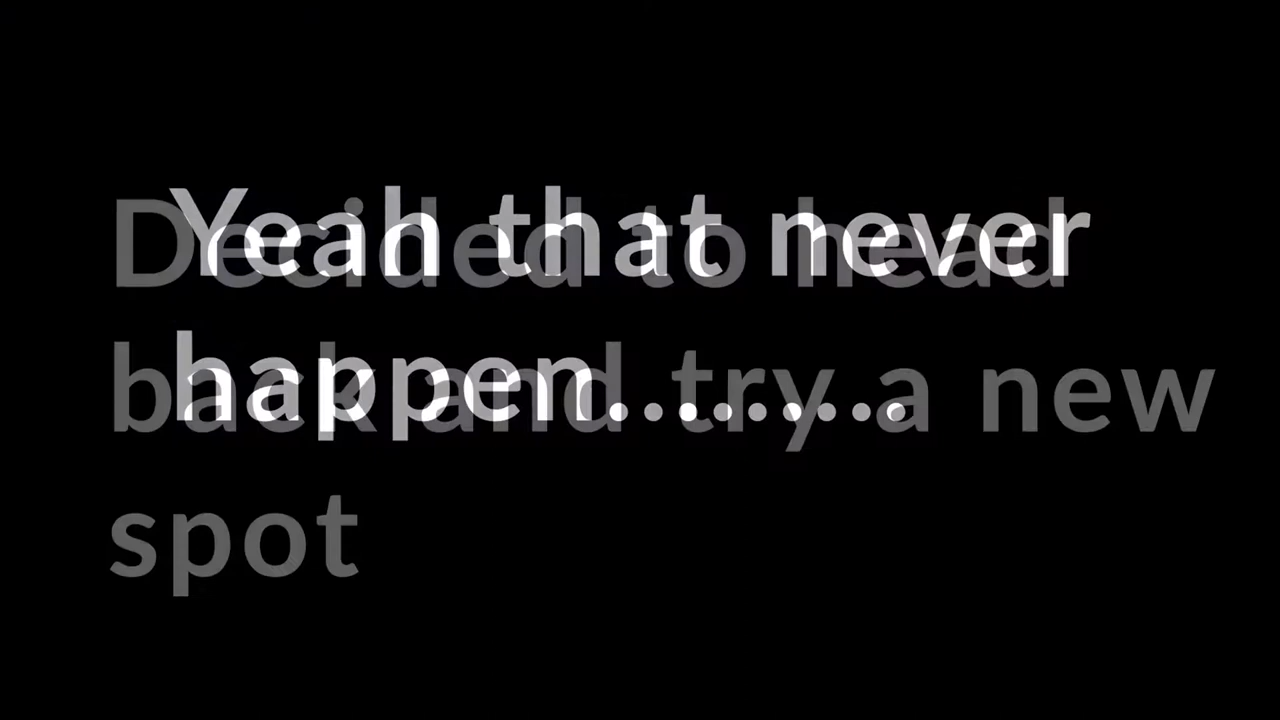 Yeah that never
happen.........
Decided to head
back and try a new
spot